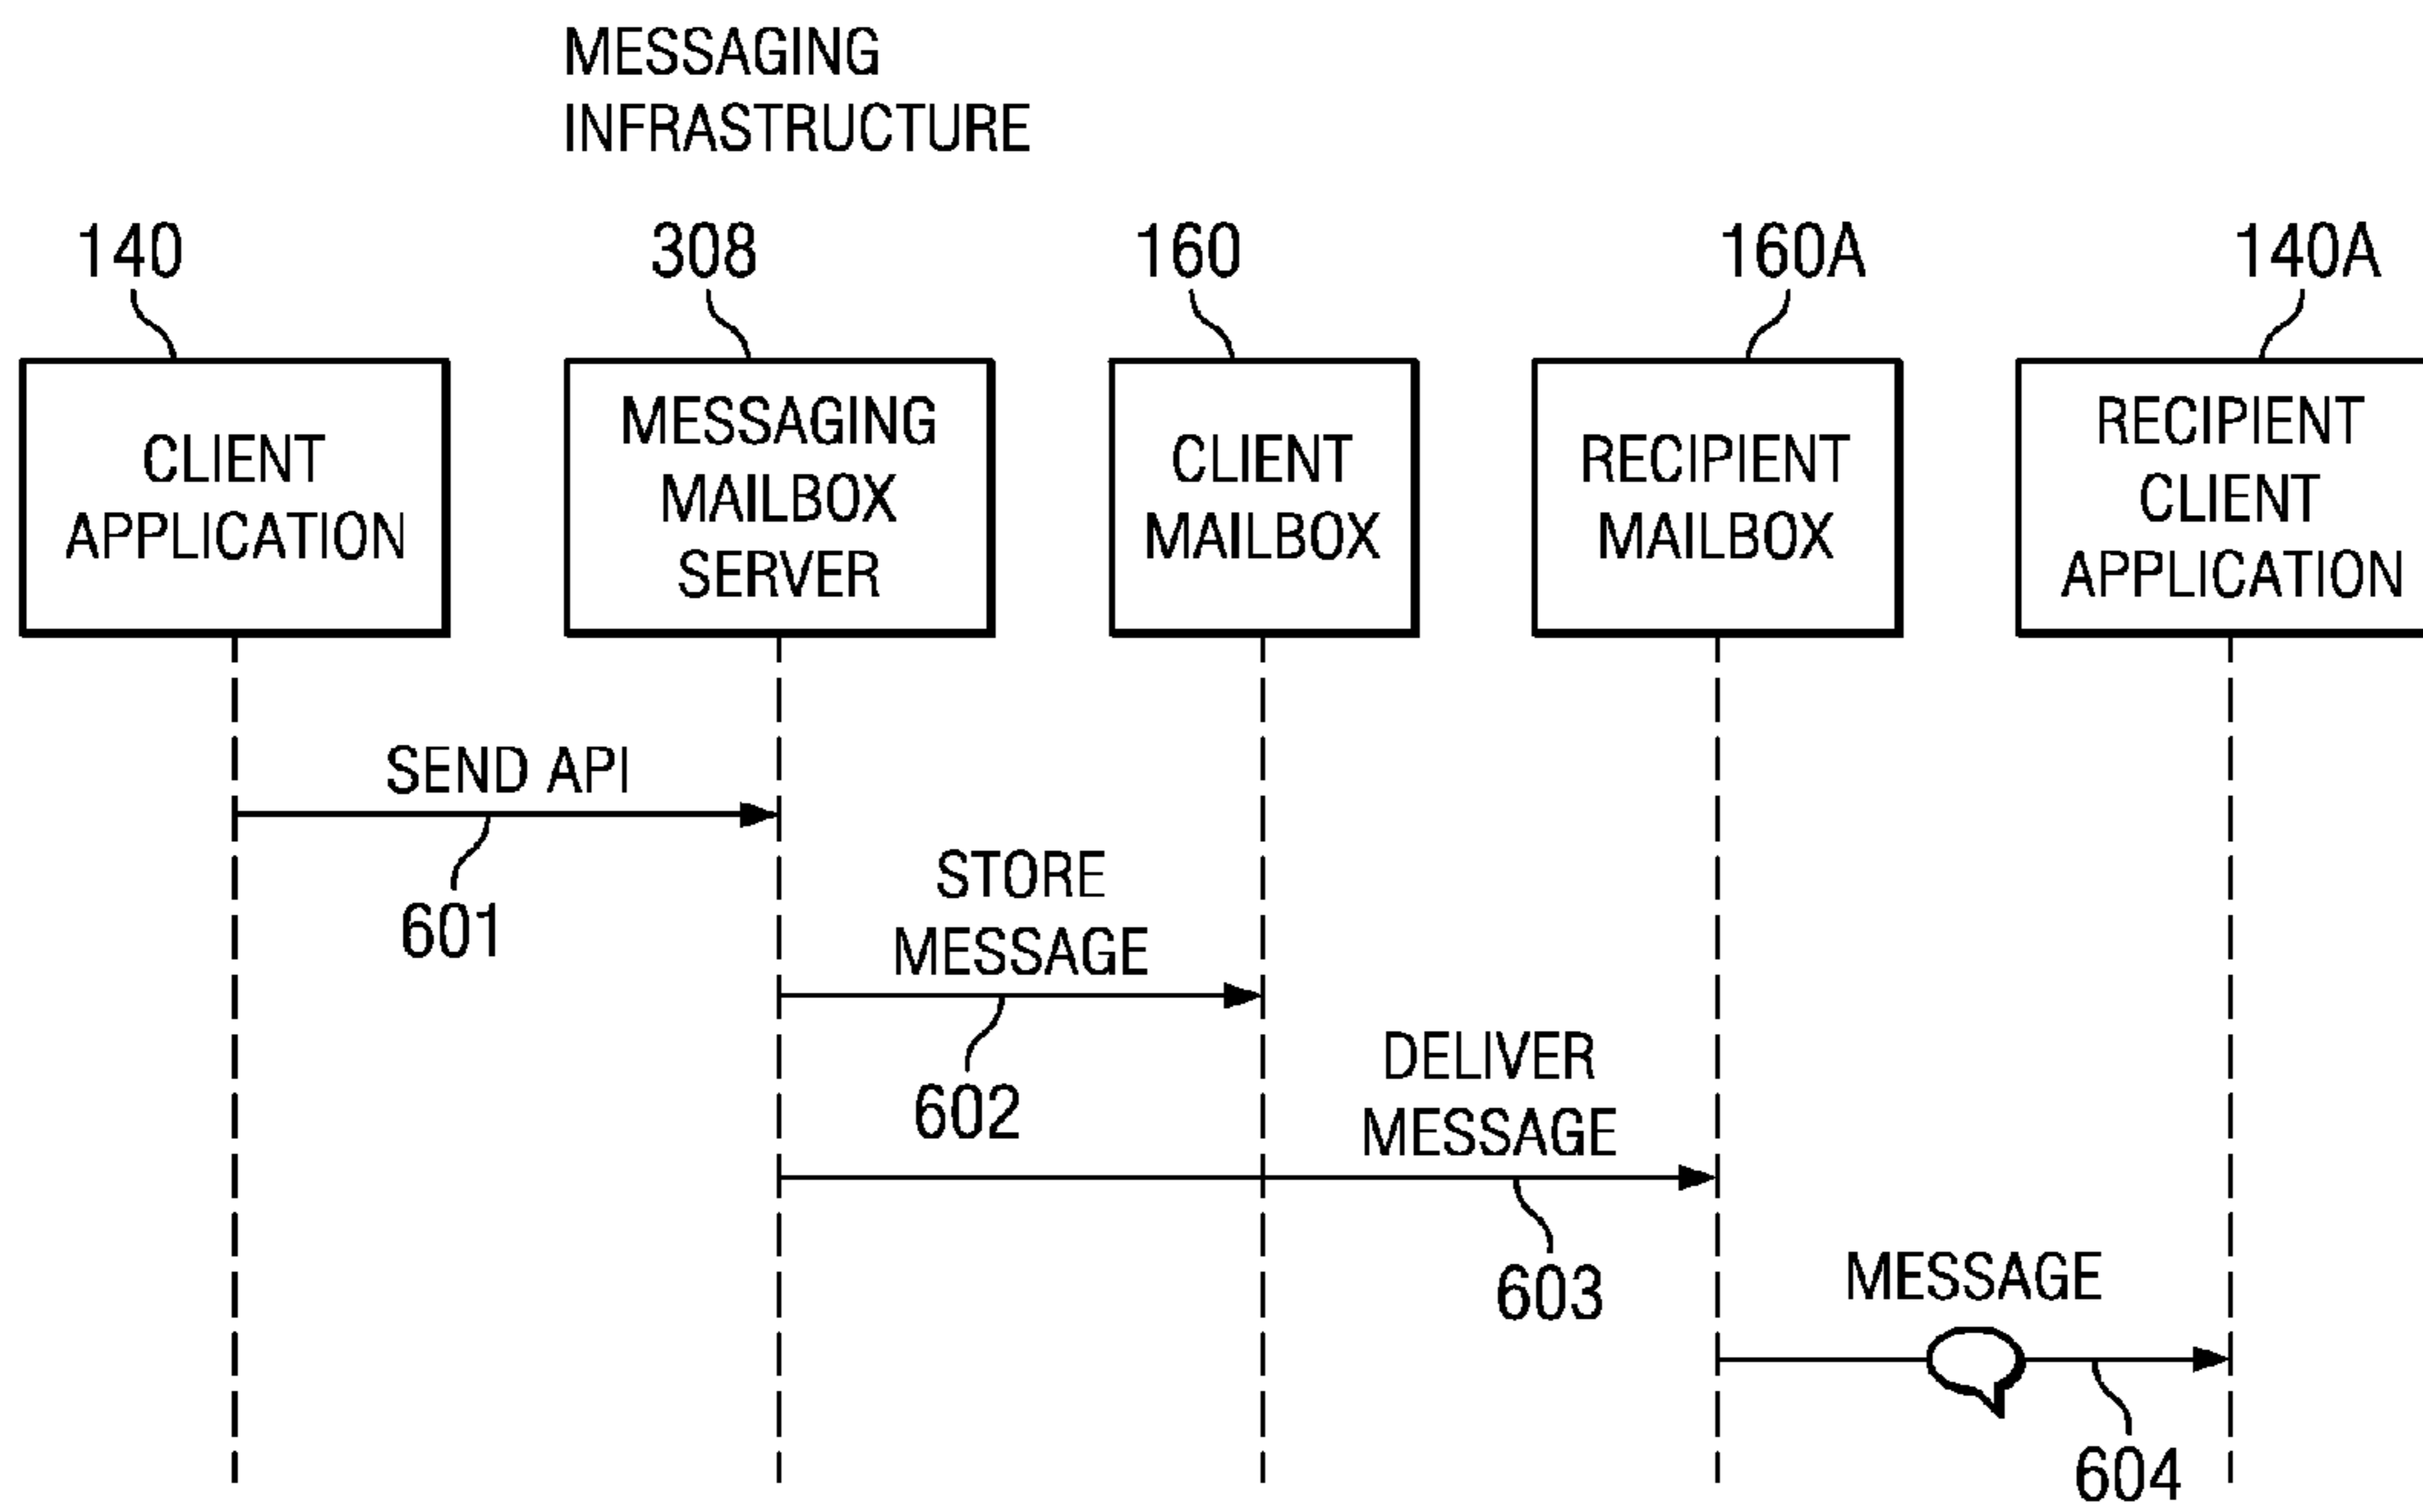 MESSAGING
INFRASTRUCTURE
140
308
160
160A
140A
CLIENT
APPLICATION
MESSAGING
MAILBOX
SERVER
CLIENT
MAILBOX
RECIPIENT
MAILBOX
RECIPIENT
CLIENT
APPLICATION
SEND API
601
STORE
MESSAGE
602
DELIVER
MESSAGE
603
MESSAGE
604